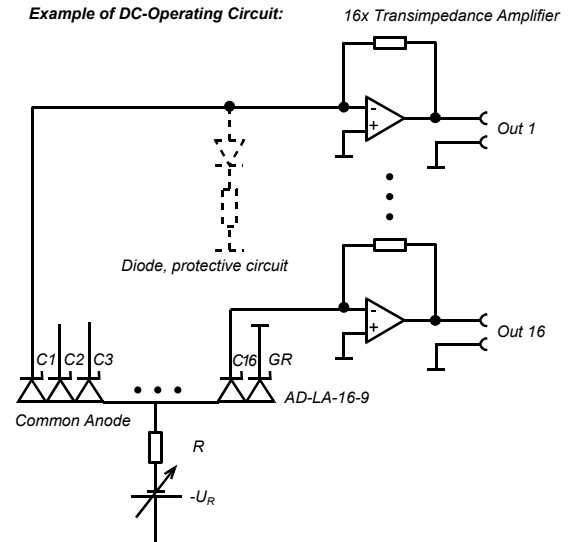 Example of DC-Operating Circuit:
16x Transimpedance Amplifier
-
+
Out 1
Diode, protective circuit
-
+
Out 16
C1 C2 C3
C16 GR
AD-LA-16-9
Common Anode
R
-UR